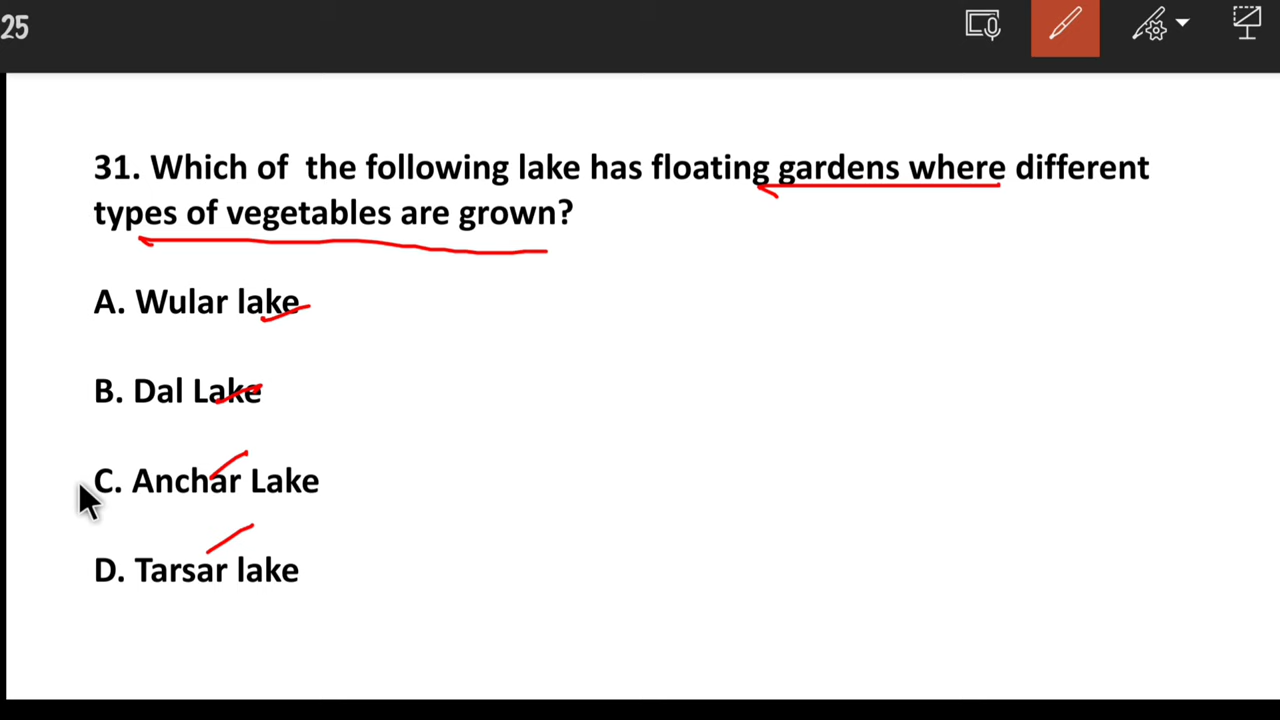 25
31. Which of the following lake has floating gardens where different
types of vegetables are grown?
A. Wular lake
B. Dal Lake
C. Anchar Lake
D. Tarsar lake